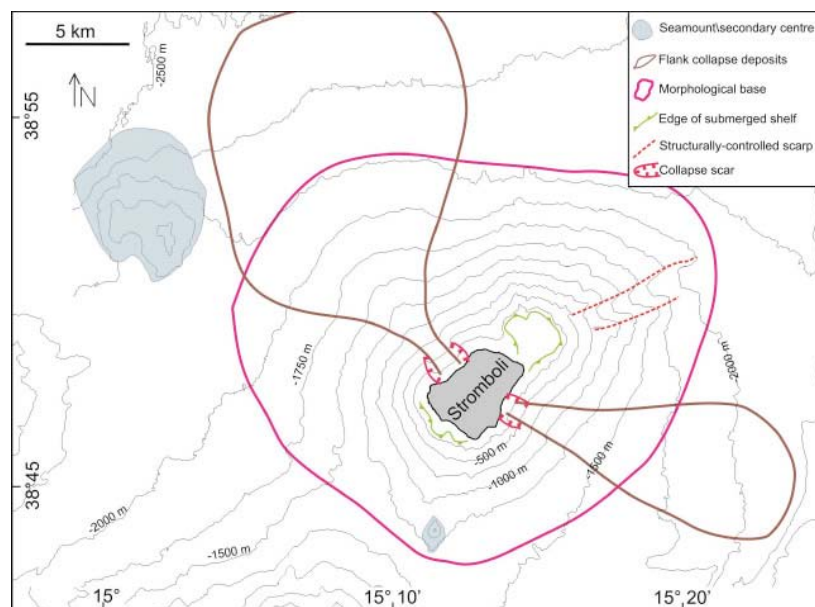 5 km
N
-2500 m
38°55
Seamount\secondary centre
Flank collapse deposits
Morphological base
Edge of submerged shelf
Structurally-controlled scarp
Collapse scar
-1750 m
-2000 m
Stromboli
-500 m
-1000 m
-1500 m
38°45
-2000 m
-1500 m
15°
15°10'
15°20'